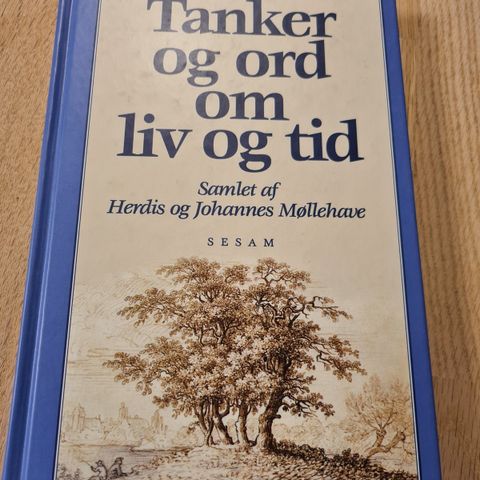 Tanker
og ord
om
liv og tid
Samlet af
Herdis og Johannes Møllehave
SESAM